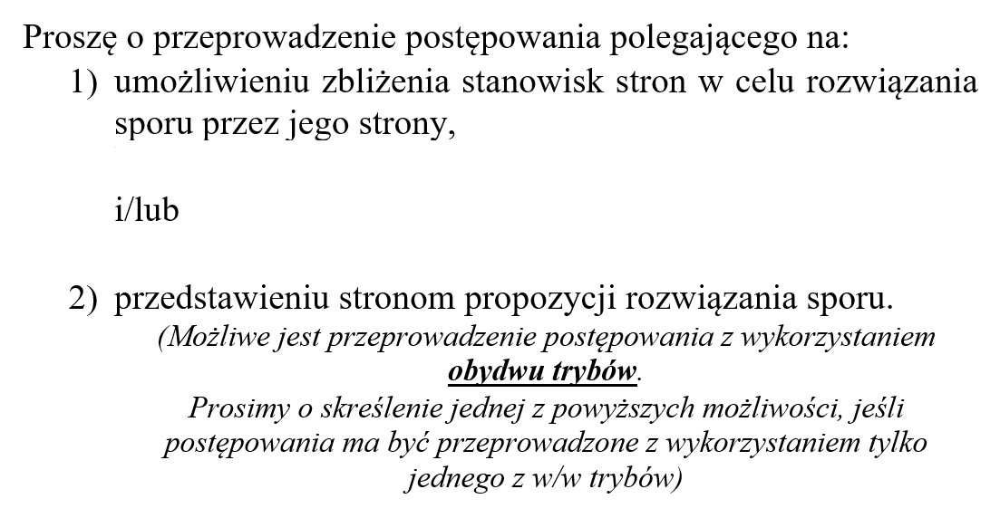 Proszę o przeprowadzenie postępowania polegającego na:
1) umożliwieniu zbliżenia stanowisk stron w celu rozwiązania
sporu przez jego strony,
i/lub
2) przedstawieniu stronom propozycji rozwiązania sporu.
(Możliwe jest przeprowadzenie postępowania z wykorzystaniem
obydwu trybów.
Prosimy o skreślenie jednej z powyższych możliwości, jeśli
postępowania ma być przeprowadzone z wykorzystaniem tylko
jednego z w/w trybów)